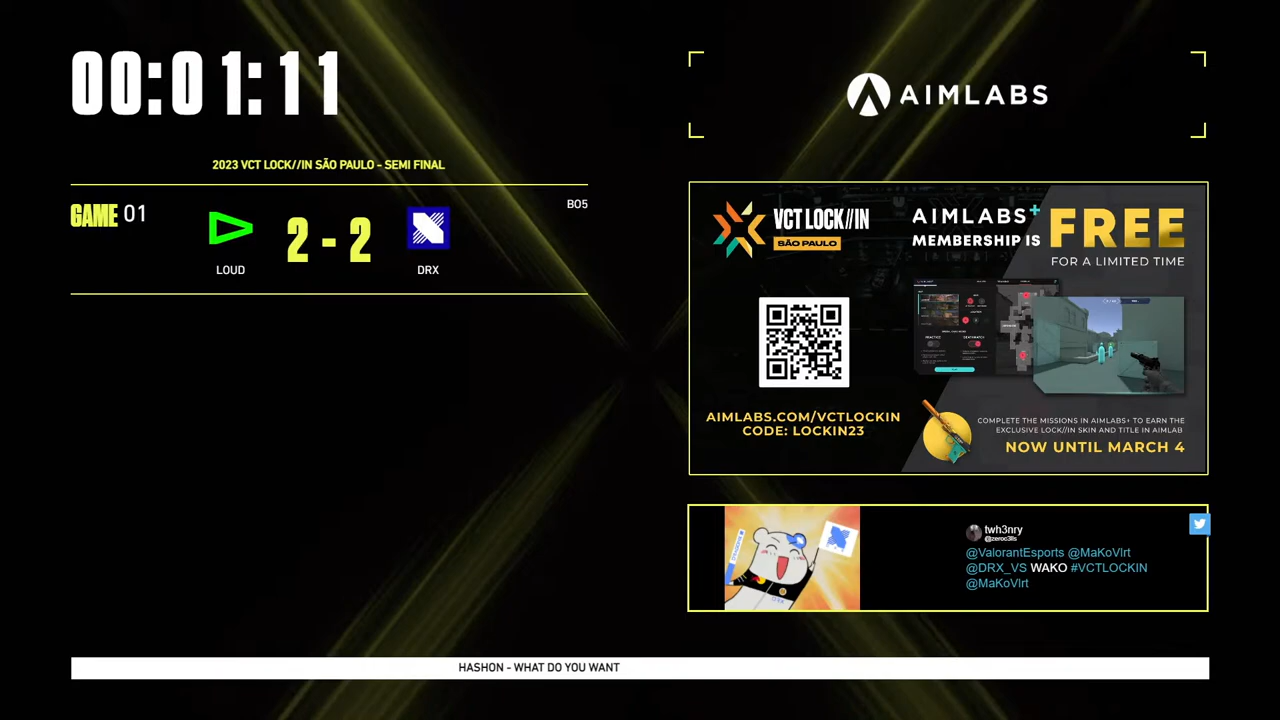 00:01:11
2023 VCT LOCK//IN SÃO PAULO - SEMI FINAL
GAME 01
2 - 2
BO5
LOUD
DRX
AIMLABS
VCT LOCK//IN
SÃO PAULO
AIMLABS+
MEMBERSHIP IS FREE
FOR A LIMITED TIME
AIMLABS.COM/VCTLOCKIN
CODE: LOCKIN23
COMPLETE THE MISSIONS IN AIMLABS+ TO EARN THE
EXCLUSIVE LOCK//IN SKIN AND TITLE IN AIMLAB
NOW UNTIL MARCH 4
twh3nry
@zeroc3lls
@ValorantEsports @MaKoVlrt
@DRX_VS WAKO #VCTLOCKIN
@MaKoVlrt
HASHON - WHAT DO YOU WANT